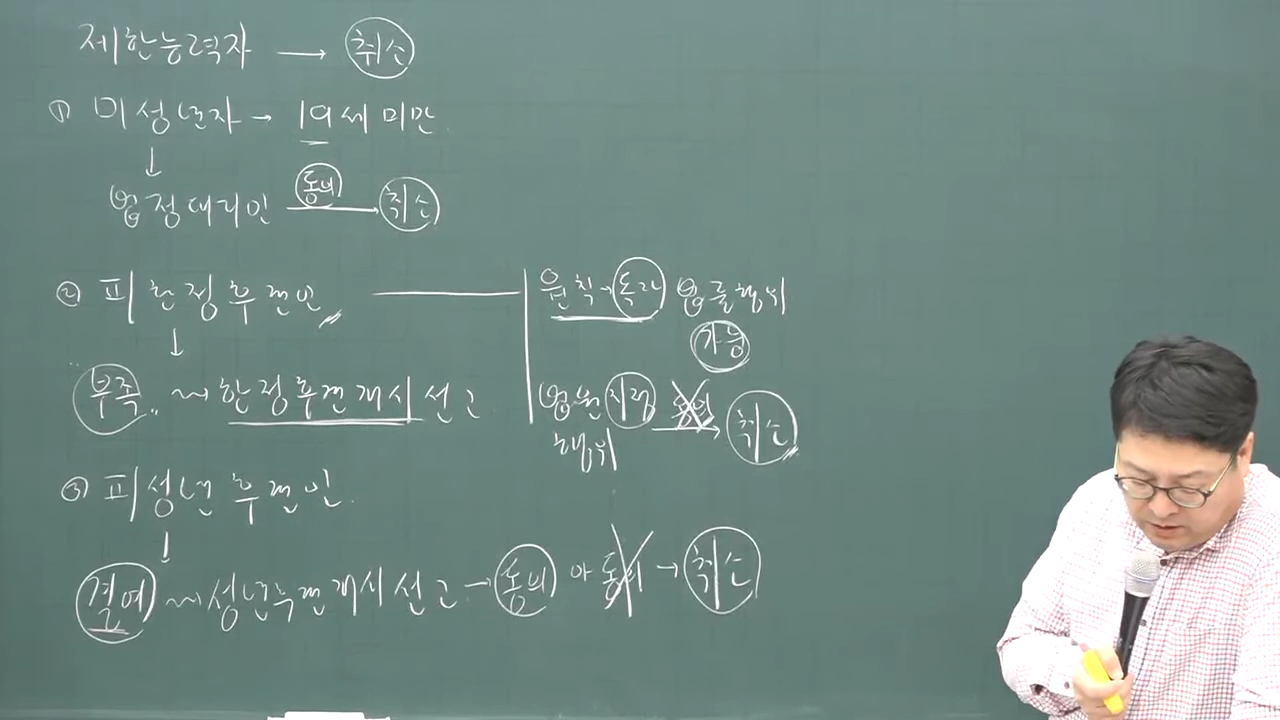 제한능력자 → 취소
① 미성년자 → 19세 미만
↓
법정대리인 동의 → 취소
② 피한정후견인
↓
부족 ~ 한정후견개시 선고
원칙 → 독자 법률행위
가능
법원 지정 동의 → 취소
행위
③ 피성년후견인
↓
결여 ~ 성년후견개시선고 → 동의 아 동의 → 취소